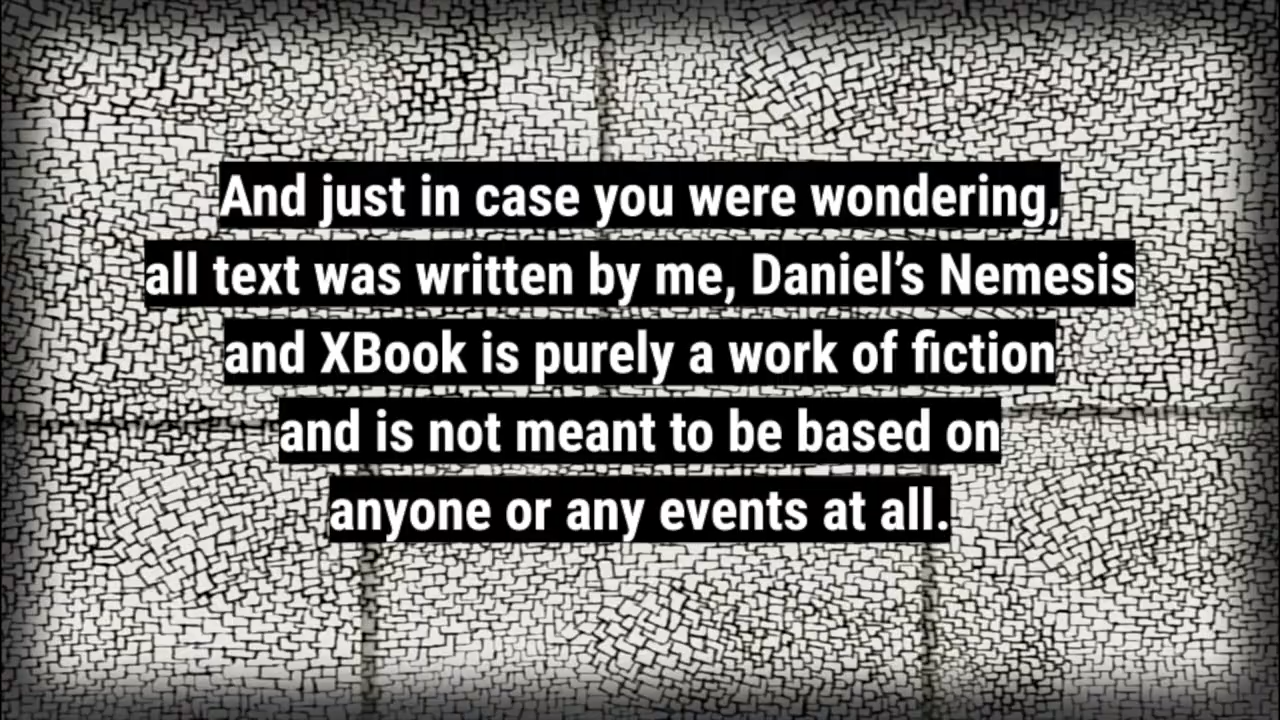 And just in case you were wondering,
all text was written by me, Daniel’s Nemesis
and XBook is purely a work of fiction
and is not meant to be based on
anyone or any events at all.